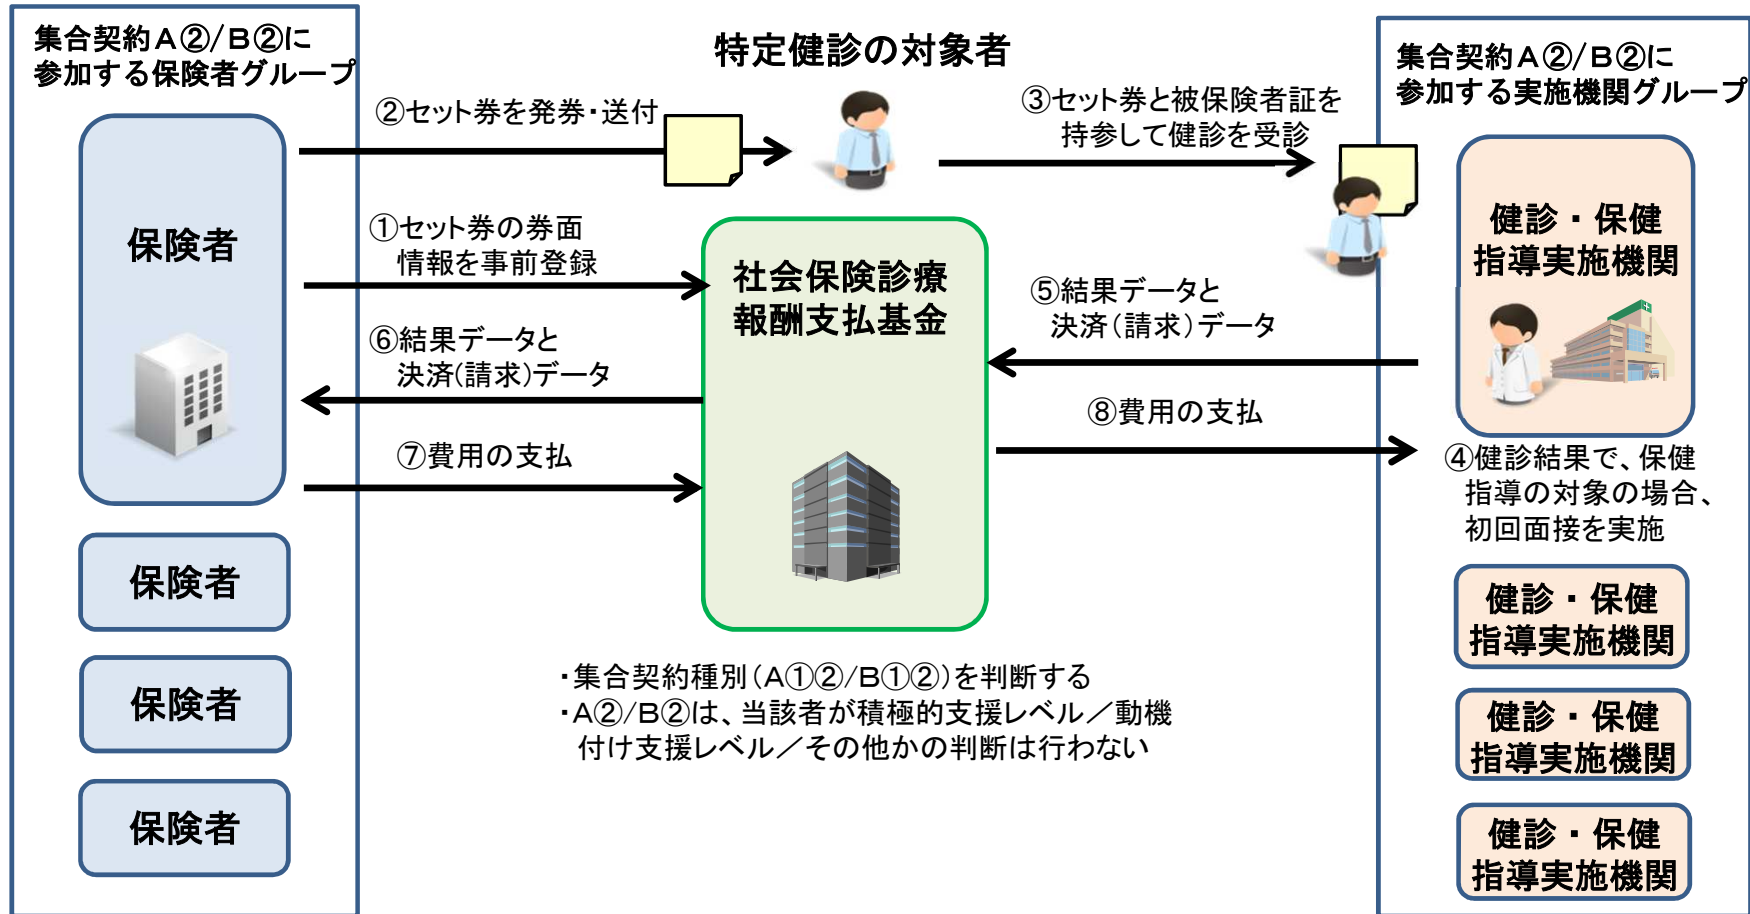 集合契約A②/B②に
参加する保険者グループ
保険者
保険者
保険者
保険者
特定健診の対象者
②セット券を発券・送付
③セット券と被保険者証を
持参して健診を受診
①セット券の券面
情報を事前登録
⑥結果データと
決済(請求)データ
⑦費用の支払
社会保険診療
報酬支払基金
⑤結果データと
決済(請求)データ
⑧費用の支払
・集合契約種別(A①②/B①②)を判断する
・A②/B②は、当該者が積極的支援レベル/動機
付け支援レベル/その他かの判断は行わない
集合契約A②/B②に
参加する実施機関グループ
健診・保健
指導実施機関
④健診結果で、保健
指導の対象の場合、
初回面接を実施
健診・保健
指導実施機関
健診・保健
指導実施機関
健診・保健
指導実施機関